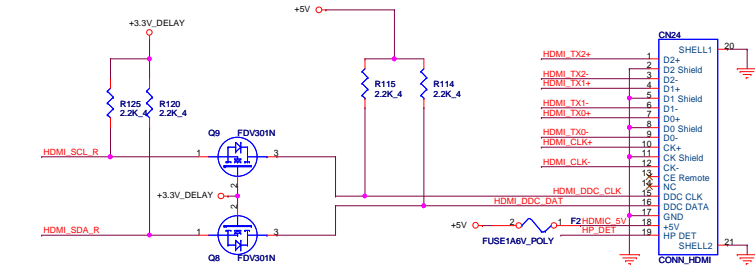 +5V
+3.3V_DELAY
CN24
SHELL1 20
HDMI_TX2+ 1 D2+
2 D2 Shield
HDMI_TX2- 3 D2-
HDMI_TX1+ 4 D1+
5 D1 Shield
HDMI_TX1- 6 D1-
HDMI_TX0+ 7 D0+
8 D0 Shield
HDMI_TX0- 9 D0-
HDMI_CLK+ 10 CK+
11 CK Shield
HDMI_CLK- 12 CK-
13 CE Remote
14 NC
HDMI_DDC_CLK 15 DDC CLK
HDMI_DDC_DAT 16 DDC DATA
17 GND
HDMIC_5V 18 +5V
HP_DET 19 HP DET
SHELL2 21
CONN_HDMI
R125
2.2K_4
R120
2.2K_4
R115
2.2K_4
R114
2.2K_4
Q9 FDV301N
HDMI_SCL_R 1 3
2
+3.3V_DELAY
2
HDMI_SDA_R 1 3
Q8 FDV301N
+5V 2 1 F2
FUSE1A6V_POLY